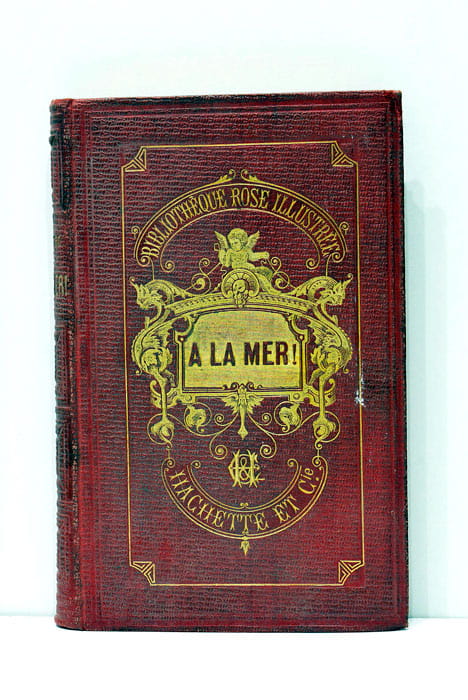 BIBLIOTHÈQUE ROSE ILLUSTRÉE
A LA MER!
HACHETTE ET Cie